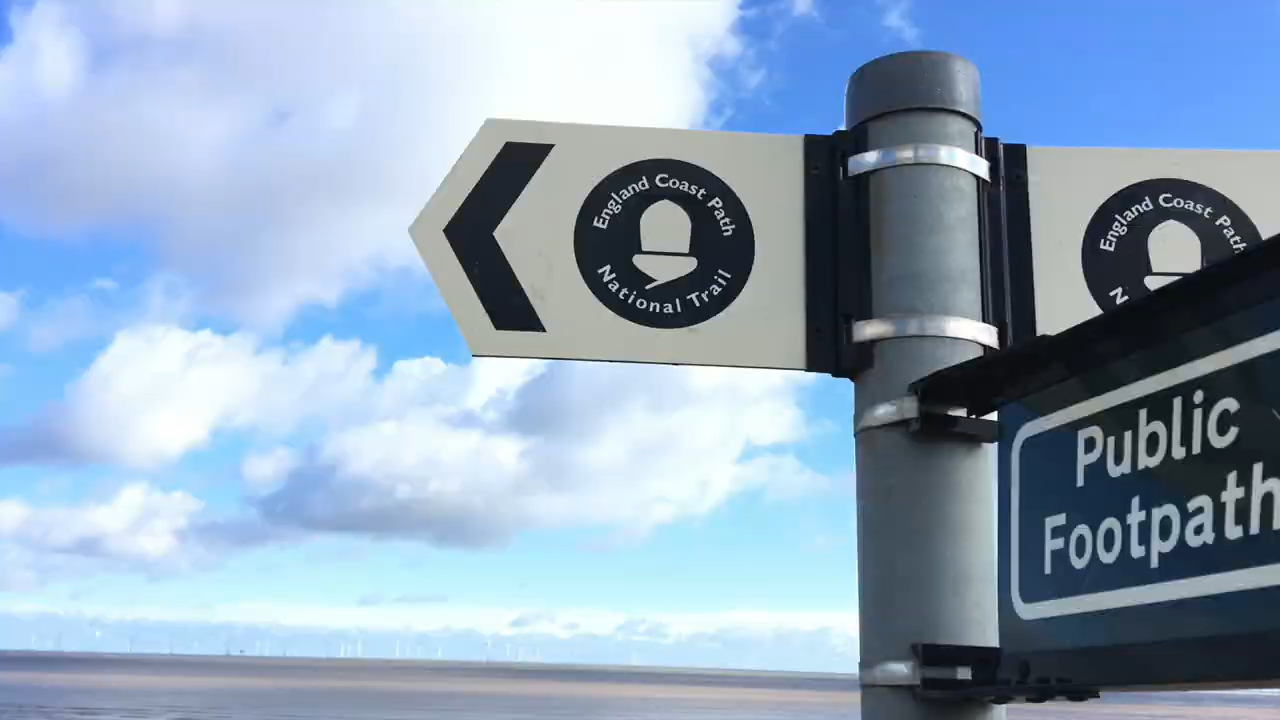 England Coast Path
National Trail
England Coast Path
N
Public
Footpath